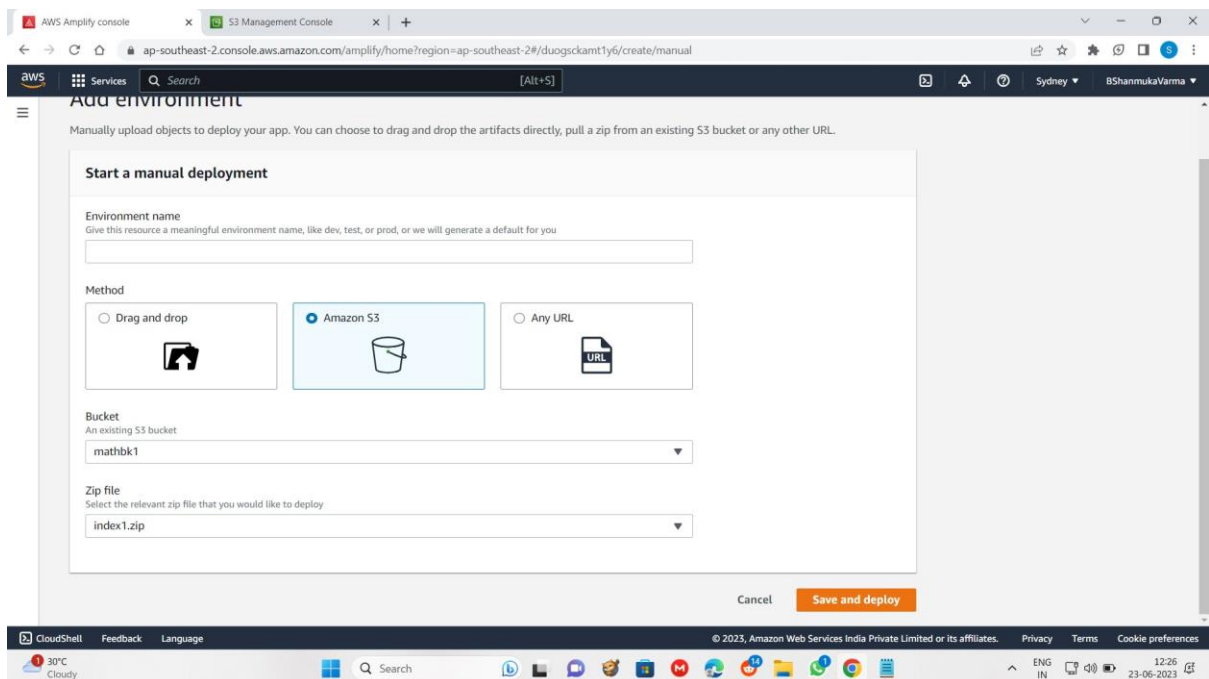 AWS Amplify console
S3 Management Console
ap-southeast-2.console.aws.amazon.com/amplify/home?region=ap-southeast-2#/duogsckamt1y6/create/manual
S
aws
Services
Search
[Alt+S]
Sydney
BShanmukaVarma
Add environment
Manually upload objects to deploy your app. You can choose to drag and drop the artifacts directly, pull a zip from an existing S3 bucket or any other URL.
Start a manual deployment
Environment name
Give this resource a meaningful environment name, like dev, test, or prod, or we will generate a default for you
Method
Drag and drop
Amazon S3
Any URL
URL
Bucket
An existing S3 bucket
mathbk1
Zip file
Select the relevant zip file that you would like to deploy
index1.zip
Cancel
Save and deploy
CloudShell
Feedback
Language
© 2023, Amazon Web Services India Private Limited or its affiliates.
Privacy
Terms
Cookie preferences
1
30°C
Cloudy
Search
14
1
ENG
IN
12:26
23-06-2023